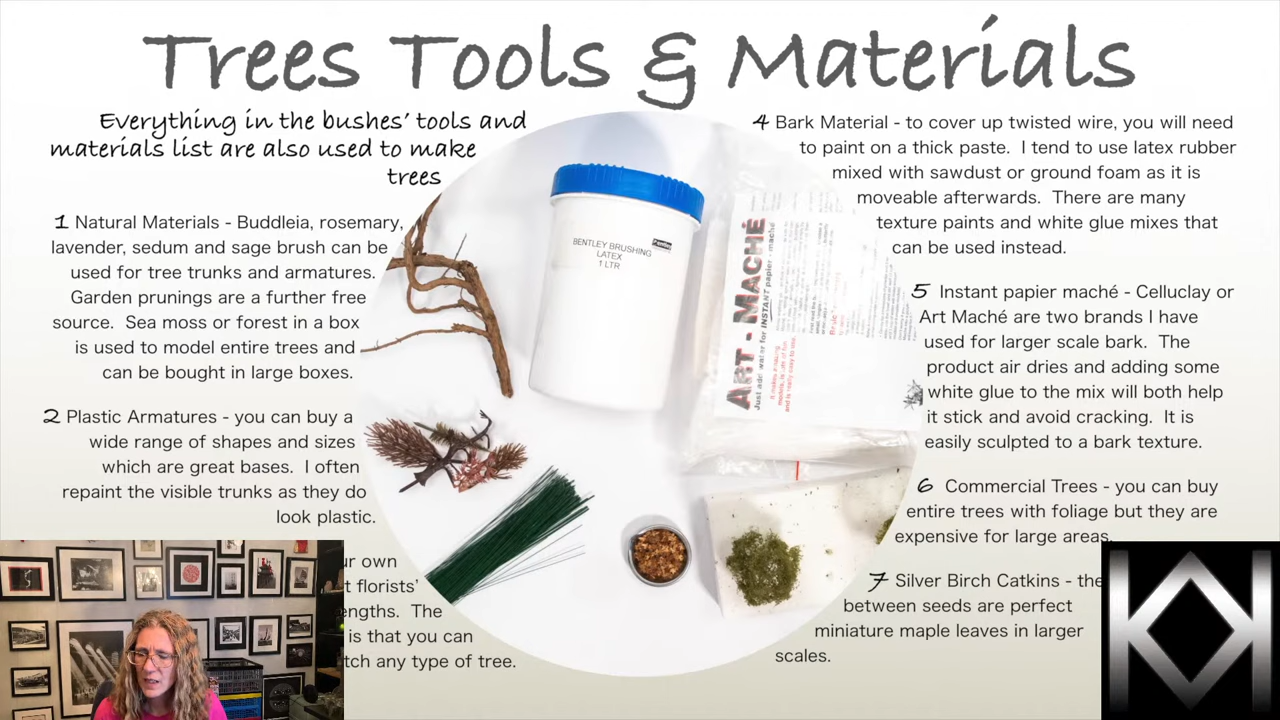 Trees Tools & Materials
Everything in the bushes' tools and
materials list are also used to make
trees
1 Natural Materials - Buddleia, rosemary,
lavender, sedum and sage brush can be
used for tree trunks and armatures.
Garden prunings are a further free
source. Sea moss or forest in a box
is used to model entire trees and
can be bought in large boxes.
2 Plastic Armatures - you can buy a
wide range of shapes and sizes
which are great bases. I often
repaint the visible trunks as they do
look plastic.
ur own
t florists'
engths. The
is that you can
tch any type of tree.
BENTLEY BRUSHING
LATEX
1 LTR
ART - MACHÉ
Just add water for INSTANT papier - maché
4 Bark Material - to cover up twisted wire, you will need
to paint on a thick paste. I tend to use latex rubber
mixed with sawdust or ground foam as it is
moveable afterwards. There are many
texture paints and white glue mixes that
can be used instead.
5 Instant papier maché - Celluclay or
Art Maché are two brands I have
used for larger scale bark. The
product air dries and adding some
white glue to the mix will both help
it stick and avoid cracking. It is
easily sculpted to a bark texture.
6 Commercial Trees - you can buy
entire trees with foliage but they are
expensive for large areas.
7 Silver Birch Catkins - the
between seeds are perfect
miniature maple leaves in larger
scales.